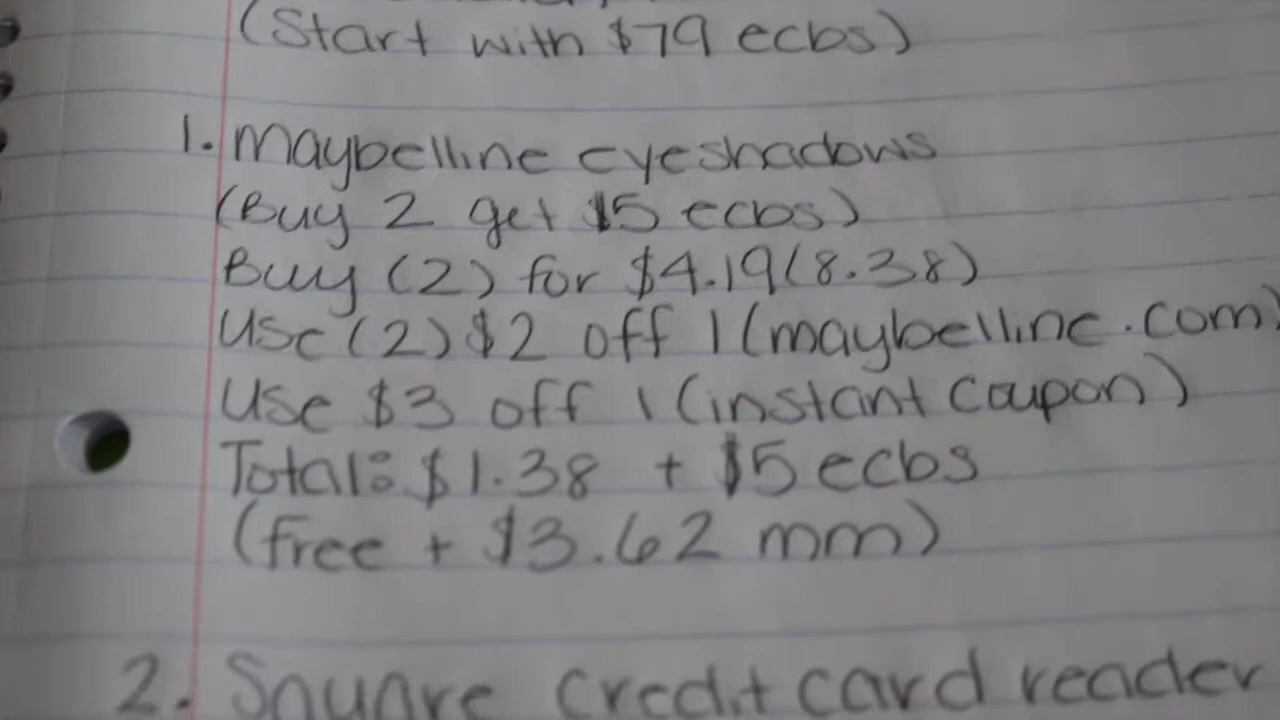 (Start with $79 ecbs)
1. Maybelline eyeshadows
(Buy 2 get $5 ecbs)
Buy (2) for $4.19 (8.38)
Use (2) $2 off 1 (maybelline.com)
Use $3 off 1 (instant coupon)
Total: $1.38 + $5 ecbs
(free + $3.62 mm)
2. Square credit card reader